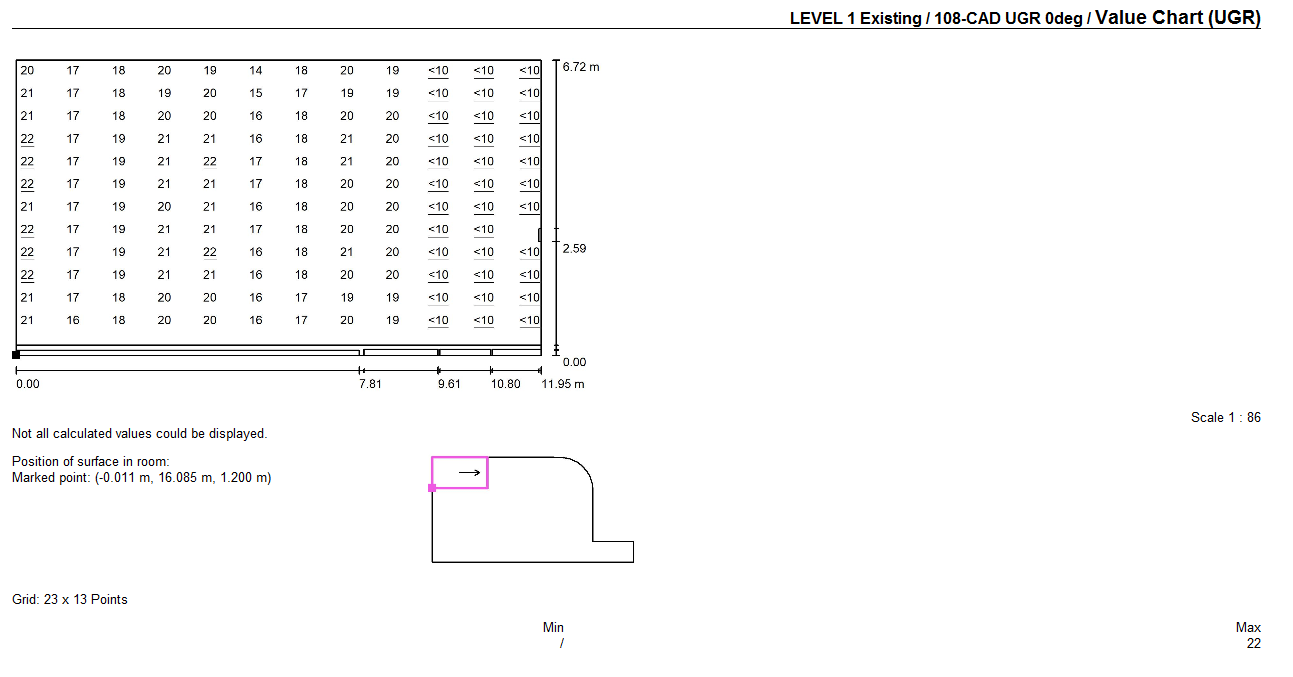 LEVEL 1 Existing / 108-CAD UGR 0deg / Value Chart (UGR)
20 17 18 20 19 14 18 20 19 <10 <10 <10 6.72 m
21 17 18 19 20 15 17 19 19 <10 <10 <10
21 17 18 20 20 16 18 20 20 <10 <10 <10
22 17 19 21 21 16 18 21 20 <10 <10 <10
22 17 19 21 22 17 18 21 20 <10 <10 <10
22 17 19 21 21 17 18 20 20 <10 <10 <10
21 17 19 20 21 16 18 20 20 <10 <10 <10
22 17 19 21 21 17 18 20 20 <10 <10
22 17 19 21 22 16 18 21 20 <10 <10 <10 2.59
22 17 19 21 21 16 18 20 20 <10 <10 <10
21 17 18 20 20 16 17 19 19 <10 <10 <10
21 16 18 20 20 16 17 20 19 <10 <10 <10
0.00
0.00 7.81 9.61 10.80 11.95 m
Scale 1 : 86
Not all calculated values could be displayed.
Position of surface in room:
Marked point: (-0.011 m, 16.085 m, 1.200 m)
Grid: 23 x 13 Points
Min Max
/ 22